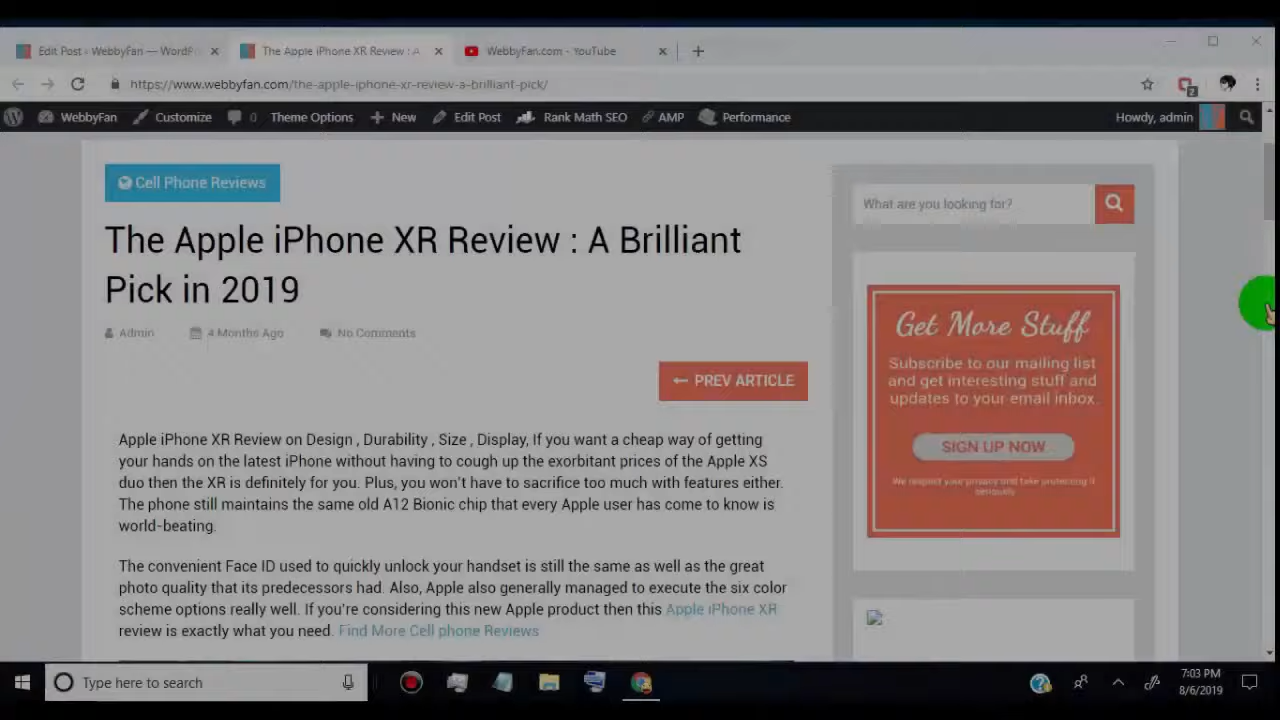 Edit Post ‹ WebbyFan — WordPr
The Apple iPhone XR Review : A
WebbyFan.com - YouTube
https://www.webbyfan.com/the-apple-iphone-xr-review-a-brilliant-pick/
2
WebbyFan
Customize
0
Theme Options
New
Edit Post
Rank Math SEO
AMP
Performance
Howdy, admin
Cell Phone Reviews
The Apple iPhone XR Review : A Brilliant
Pick in 2019
Admin
4 Months Ago
No Comments
← PREV ARTICLE
Apple iPhone XR Review on Design , Durability , Size , Display, If you want a cheap way of getting
your hands on the latest iPhone without having to cough up the exorbitant prices of the Apple XS
duo then the XR is definitely for you. Plus, you won't have to sacrifice too much with features either.
The phone still maintains the same old A12 Bionic chip that every Apple user has come to know is
world-beating.
The convenient Face ID used to quickly unlock your handset is still the same as well as the great
photo quality that its predecessors had. Also, Apple also generally managed to execute the six color
scheme options really well. If you're considering this new Apple product then this Apple iPhone XR
review is exactly what you need. Find More Cell phone Reviews
What are you looking for?
Get More Stuff
Subscribe to our mailing list
and get interesting stuff and
updates to your email inbox.
SIGN UP NOW
We respect your privacy and take protecting it
seriously
Type here to search
7:03 PM
8/6/2019